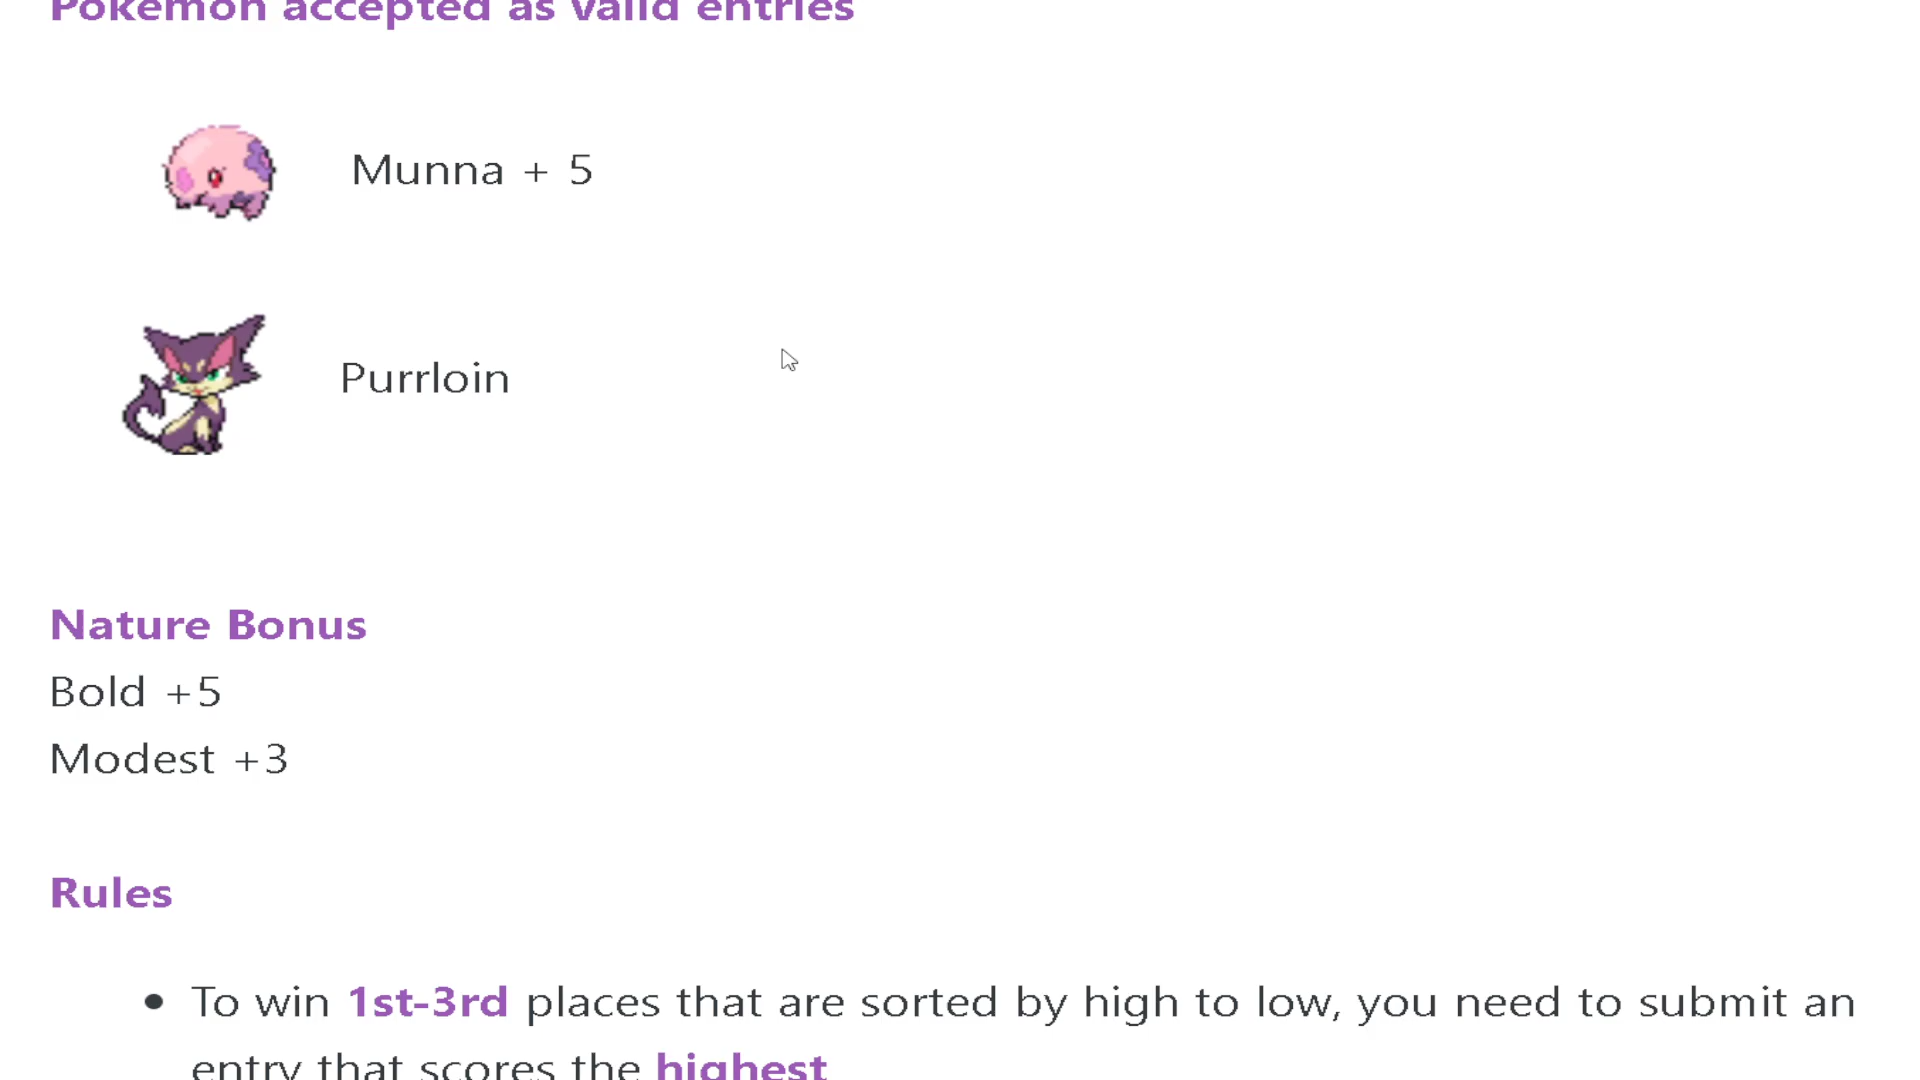 Pokémon accepted as valid entries
Munna + 5
Purrloin
Nature Bonus
Bold +5
Modest +3
Rules
• To win 1st-3rd places that are sorted by high to low, you need to submit an
entry that scores the highest